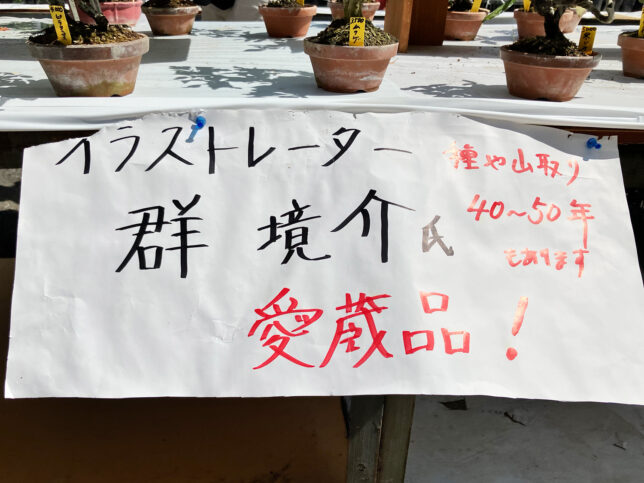 イラストレーター
群 境介 氏
愛蔵品!
種や山取り
40~50年
もあります